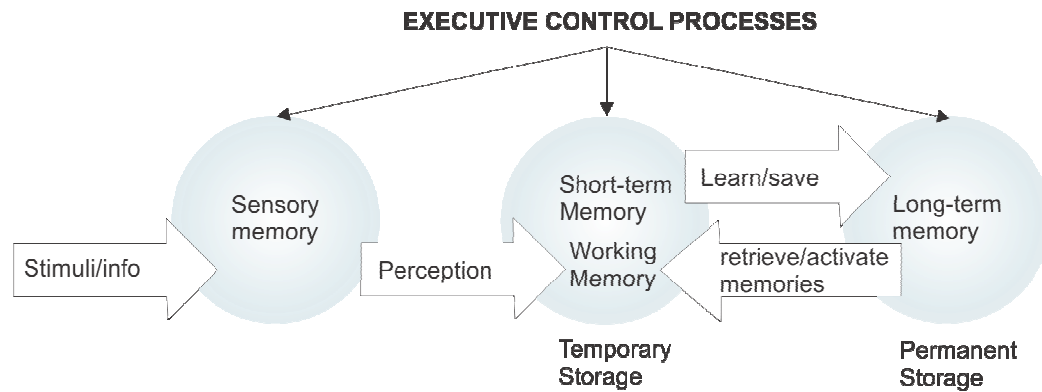 EXECUTIVE CONTROL PROCESSES
Sensory
memory
Short-term
Memory
Working
Memory
Learn/save
Long-term
memory
Stimuli/info
Perception
retrieve/activate
memories
Temporary
Storage
Permanent
Storage